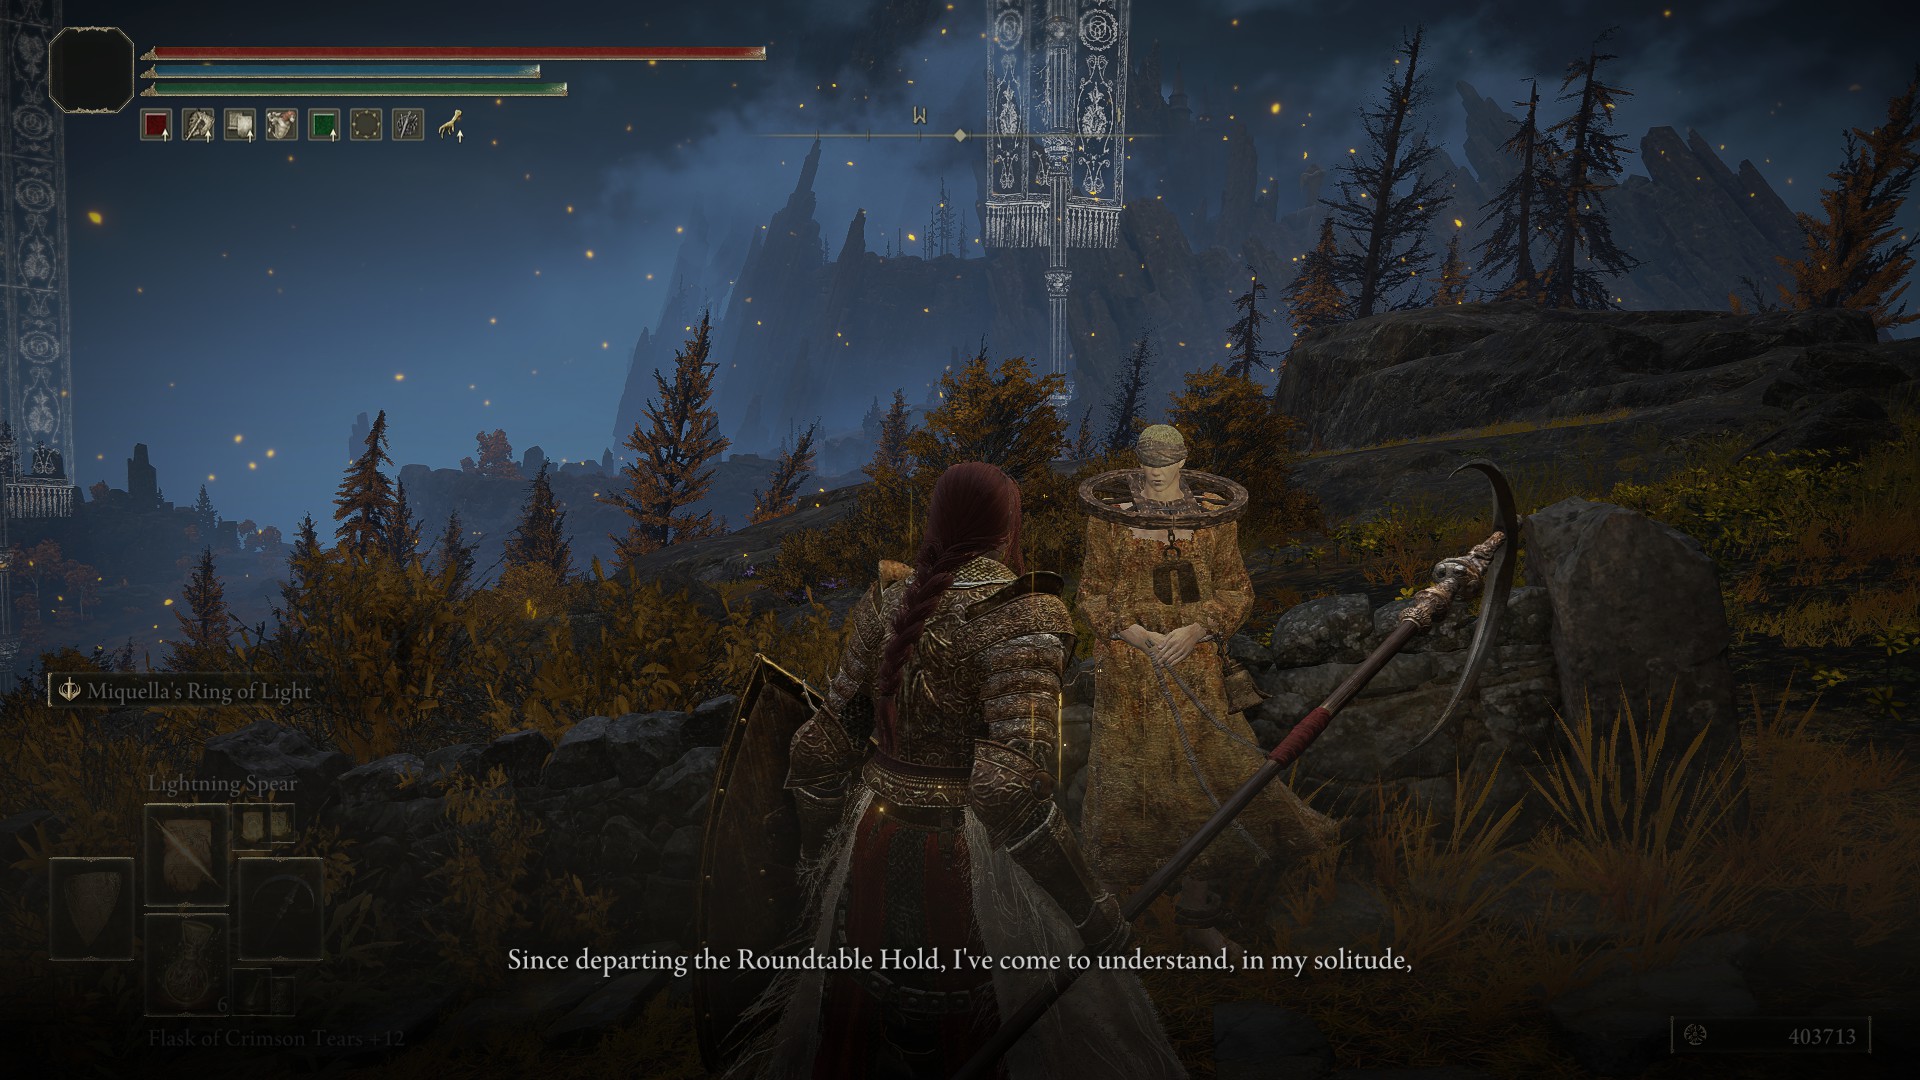 W
Miquella's Ring of Light
Lightning Spear
6
Flask of Crimson Tears +12
Since departing the Roundtable Hold, I've come to understand, in my solitude,
403713